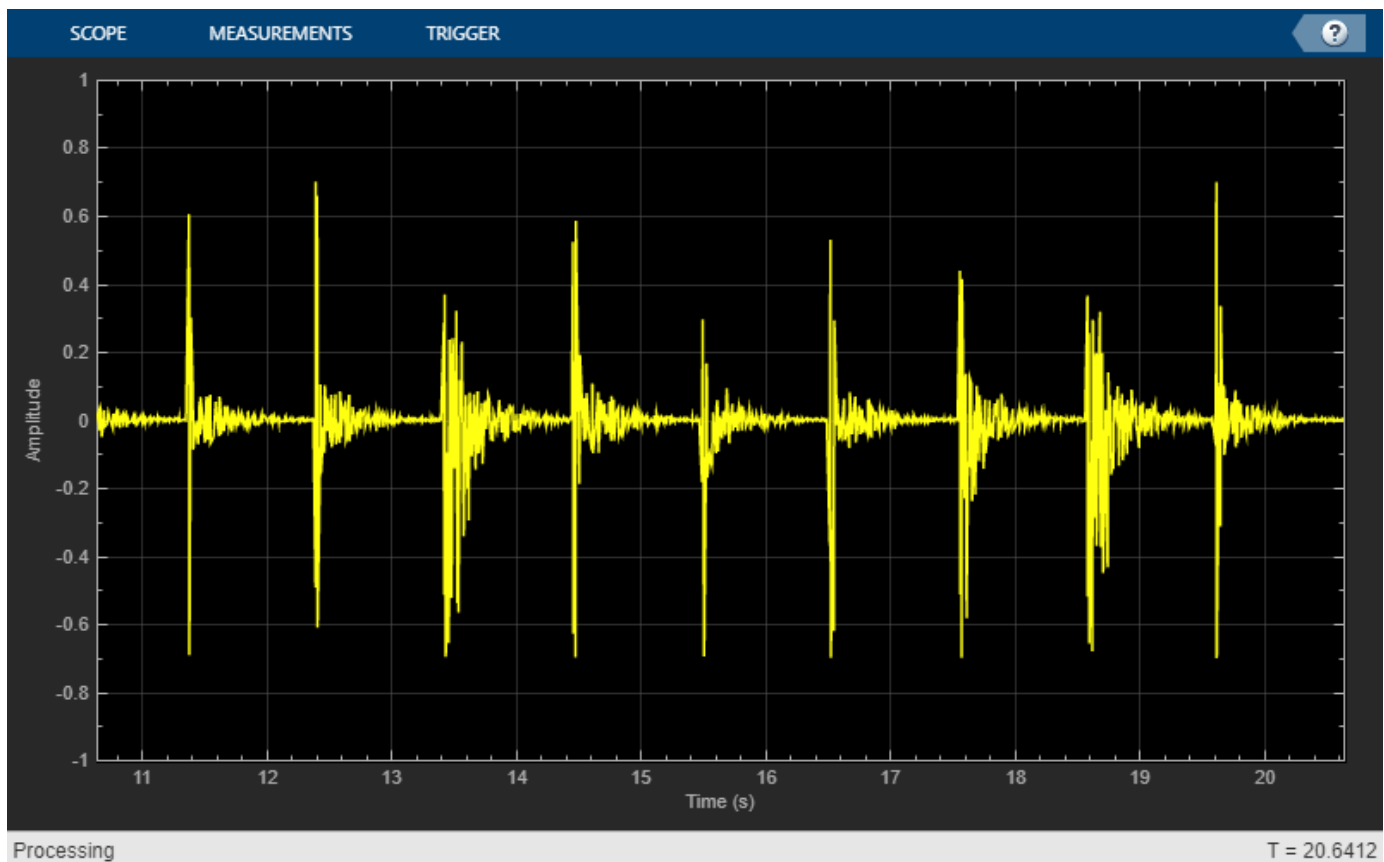 SCOPE MEASUREMENTS TRIGGER ?
1
0.8
0.6
0.4
0.2
0
-0.2
-0.4
-0.6
-0.8
-1
Amplitude
11 12 13 14 15 16 17 18 19 20
Time (s)
Processing T = 20.6412